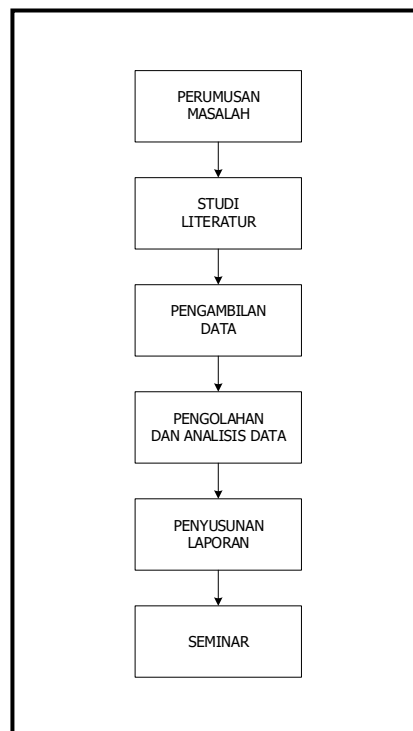 PERUMUSAN
MASALAH
STUDI
LITERATUR
PENGAMBILAN
DATA
PENGOLAHAN
DAN ANALISIS DATA
PENYUSUNAN
LAPORAN
SEMINAR